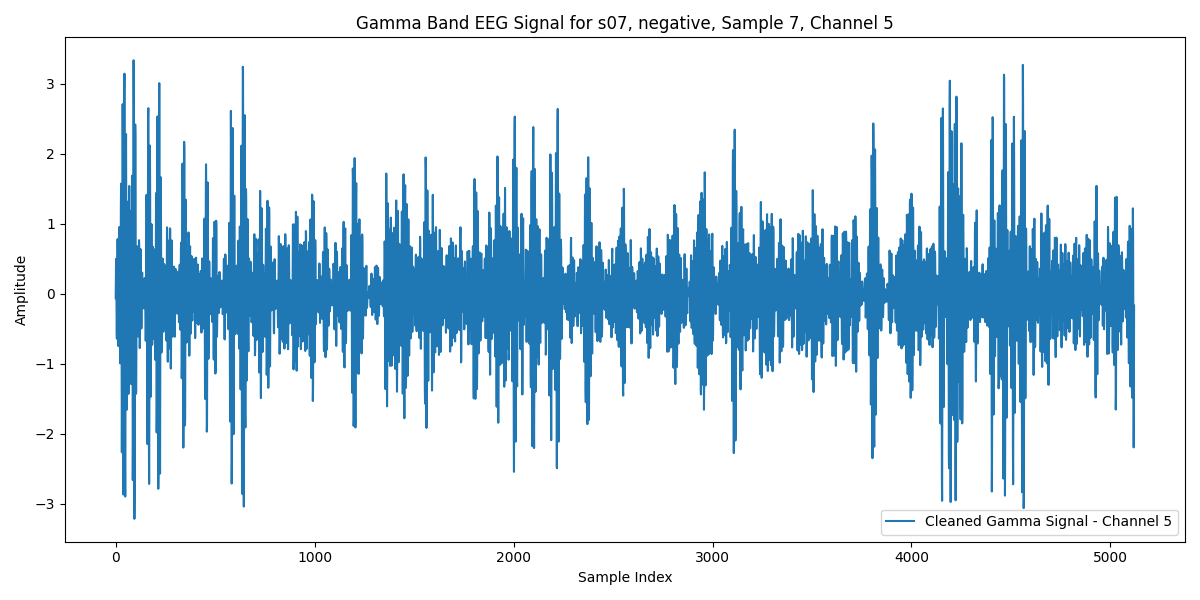 Gamma Band EEG Signal for s07, negative, Sample 7, Channel 5
Amplitude
3
2
1
0
−1
−2
−3
0 1000 2000 3000 4000 5000
Sample Index
Cleaned Gamma Signal - Channel 5